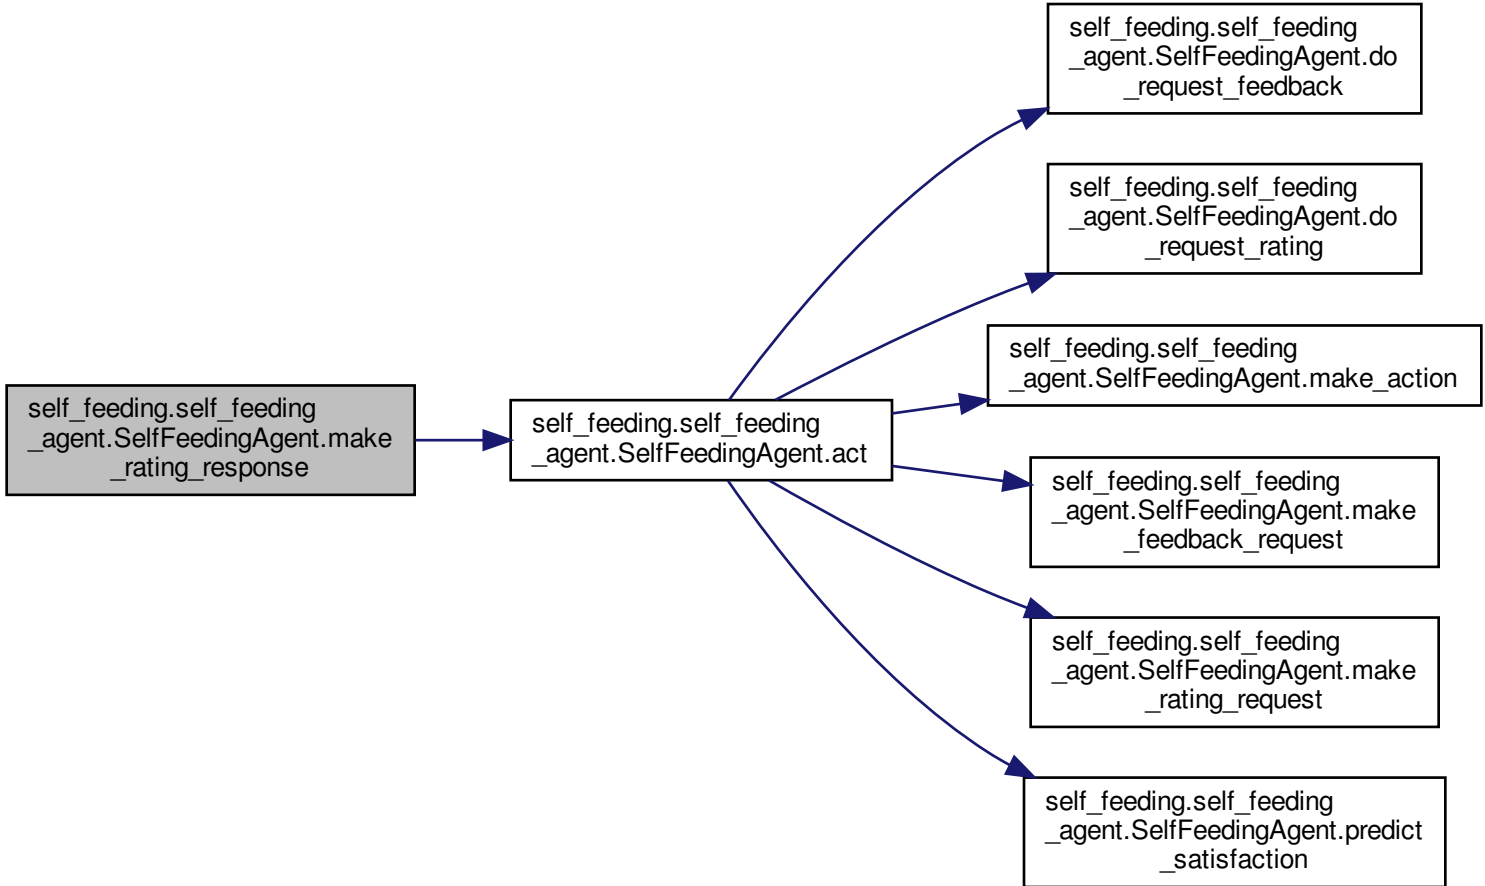 self_feeding.self_feeding
_agent.SelfFeedingAgent.make
_rating_response
self_feeding.self_feeding
_agent.SelfFeedingAgent.act
self_feeding.self_feeding
_agent.SelfFeedingAgent.do
_request_feedback
self_feeding.self_feeding
_agent.SelfFeedingAgent.do
_request_rating
self_feeding.self_feeding
_agent.SelfFeedingAgent.make_action
self_feeding.self_feeding
_agent.SelfFeedingAgent.make
_feedback_request
self_feeding.self_feeding
_agent.SelfFeedingAgent.make
_rating_request
self_feeding.self_feeding
_agent.SelfFeedingAgent.predict
_satisfaction